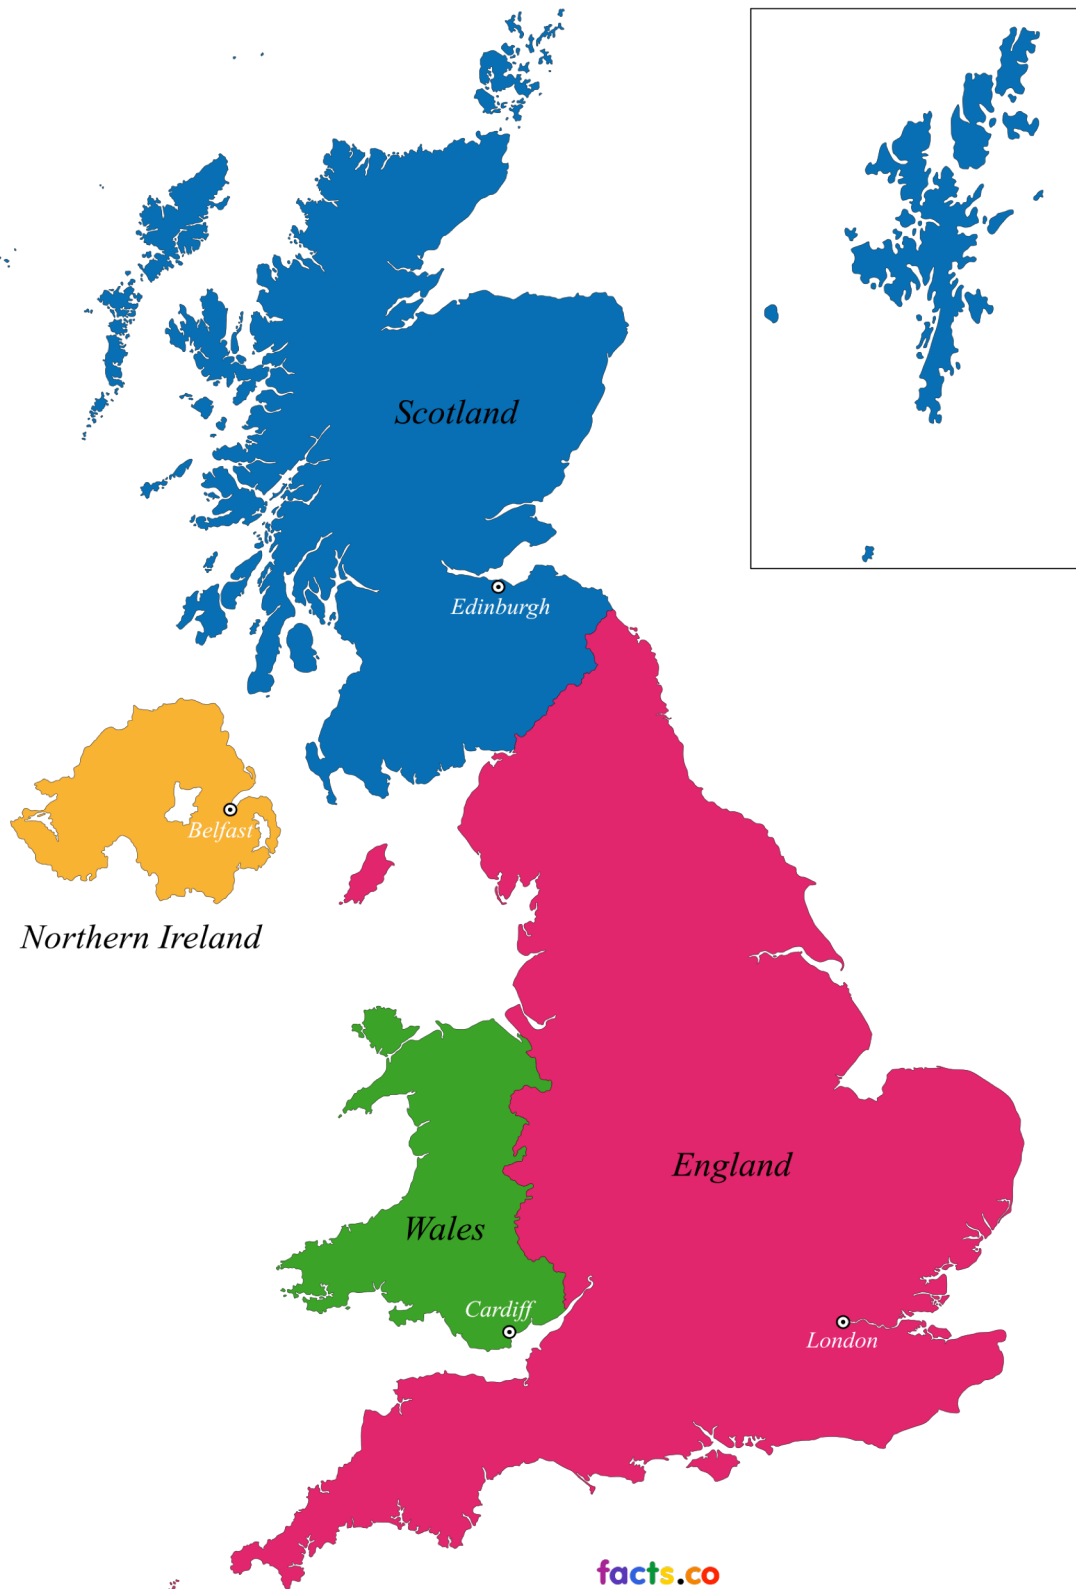 Scotland
Edinburgh
Belfast
Northern Ireland
England
Wales
Cardiff
London
facts.co